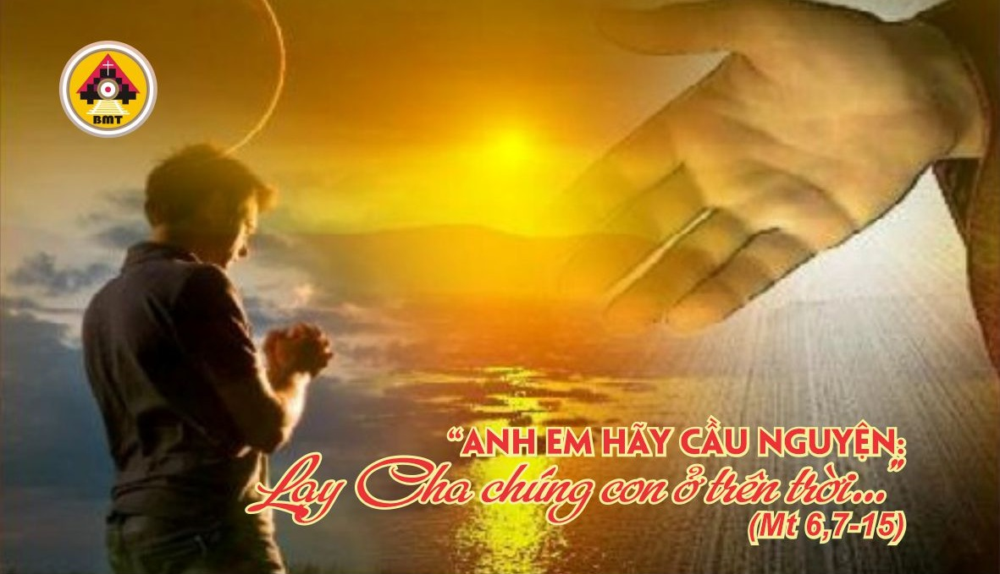 BMT
“ANH EM HÃY CẦU NGUYỆN:
Lạy Cha chúng con ở trên trời...”
(Mt 6,7-15)